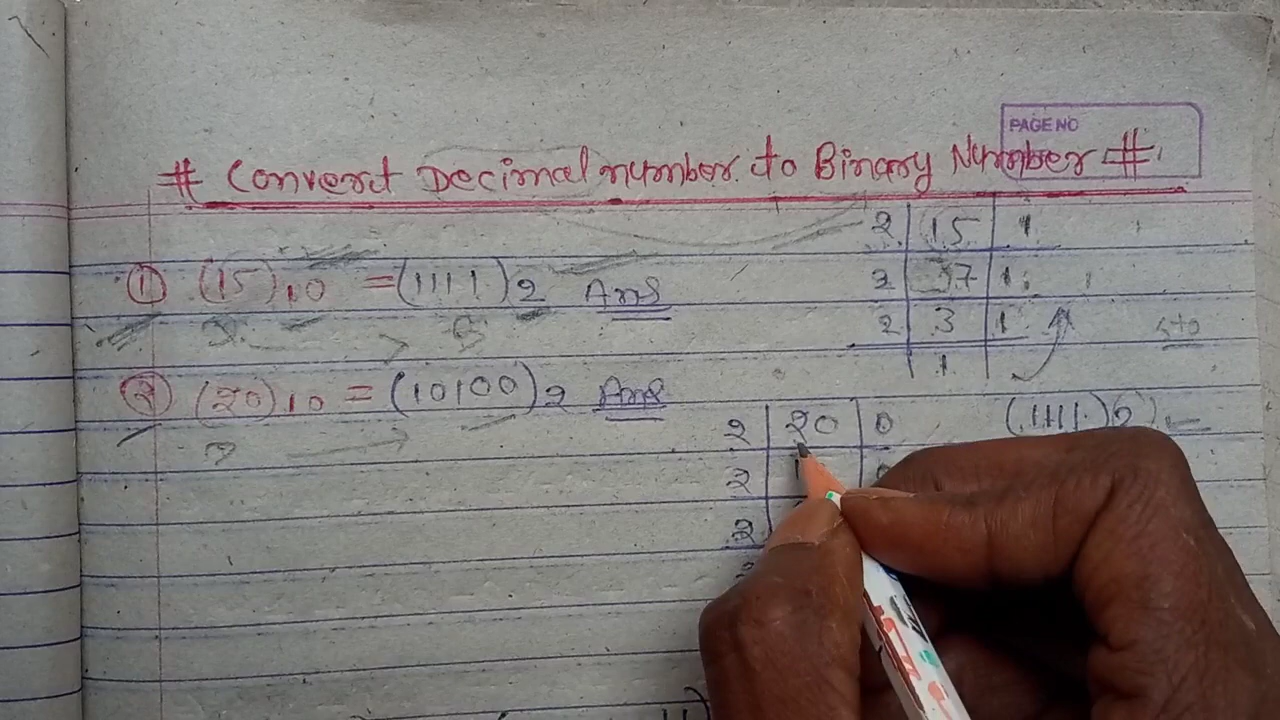 PAGE NO
# Convert Decimal number to Binary Number #
2 15 1
① (15)10 = (1111)2 Ans
2 7 1
2 3 1
1
② (20)10 = (10100)2 Ans
2 20 0
(1111)2
2
2